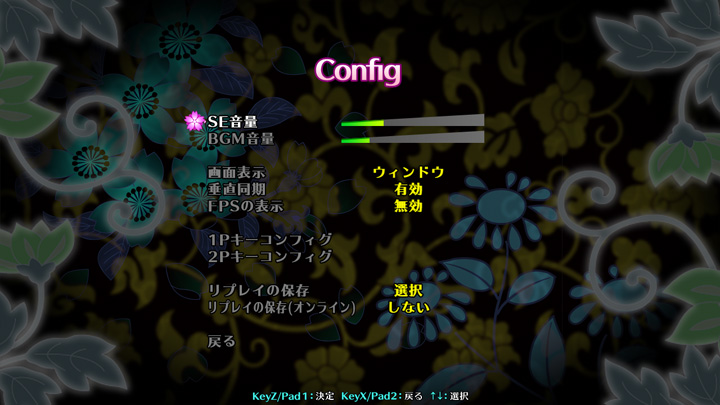 Config
SE音量
BGM音量
画面表示 ウィンドウ
垂直同期 有効
FPSの表示 無効
1Pキーコンフィグ
2Pキーコンフィグ
リプレイの保存 選択
リプレイの保存(オンライン) しない
戻る
KeyZ/Pad1:決定 KeyX/Pad2:戻る ↑↓:選択